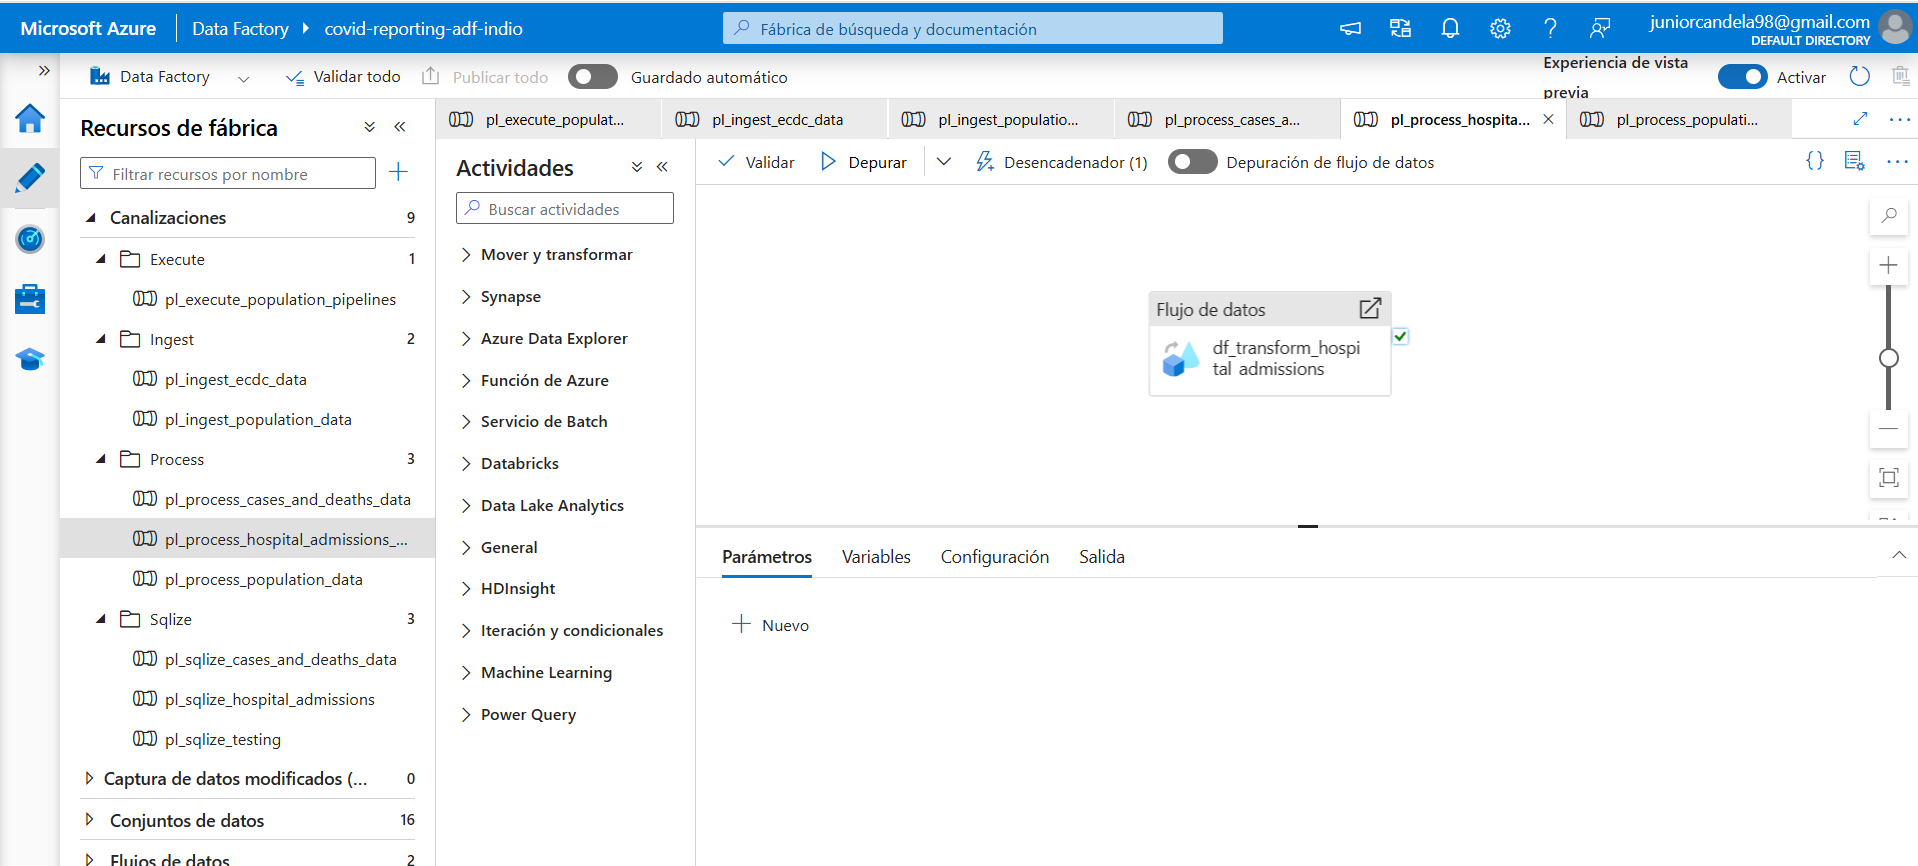 Microsoft Azure
Data Factory
covid-reporting-adf-indio
Fábrica de búsqueda y documentación
juniorcandela98@gmail.com
DEFAULT DIRECTORY
Data Factory
Validar todo
Publicar todo
Guardado automático
Experiencia de vista
previa
Activar
Recursos de fábrica
Filtrar recursos por nombre
Canalizaciones 9
Execute 1
pl_execute_population_pipelines
Ingest 2
pl_ingest_ecdc_data
pl_ingest_population_data
Process 3
pl_process_cases_and_deaths_data
pl_process_hospital_admissions_...
pl_process_population_data
Sqlize 3
pl_sqlize_cases_and_deaths_data
pl_sqlize_hospital_admissions
pl_sqlize_testing
Captura de datos modificados (... 0
Conjuntos de datos 16
Flujos de datos 2
pl_execute_populat...
pl_ingest_ecdc_data
pl_ingest_populatio...
pl_process_cases_a...
pl_process_hospita...
pl_process_populati...
Actividades
Buscar actividades
Mover y transformar
Synapse
Azure Data Explorer
Función de Azure
Servicio de Batch
Databricks
Data Lake Analytics
General
HDInsight
Iteración y condicionales
Machine Learning
Power Query
Validar
Depurar
Desencadenador (1)
Depuración de flujo de datos
Flujo de datos
df_transform_hospi
tal_admissions
Parámetros
Variables
Configuración
Salida
Nuevo